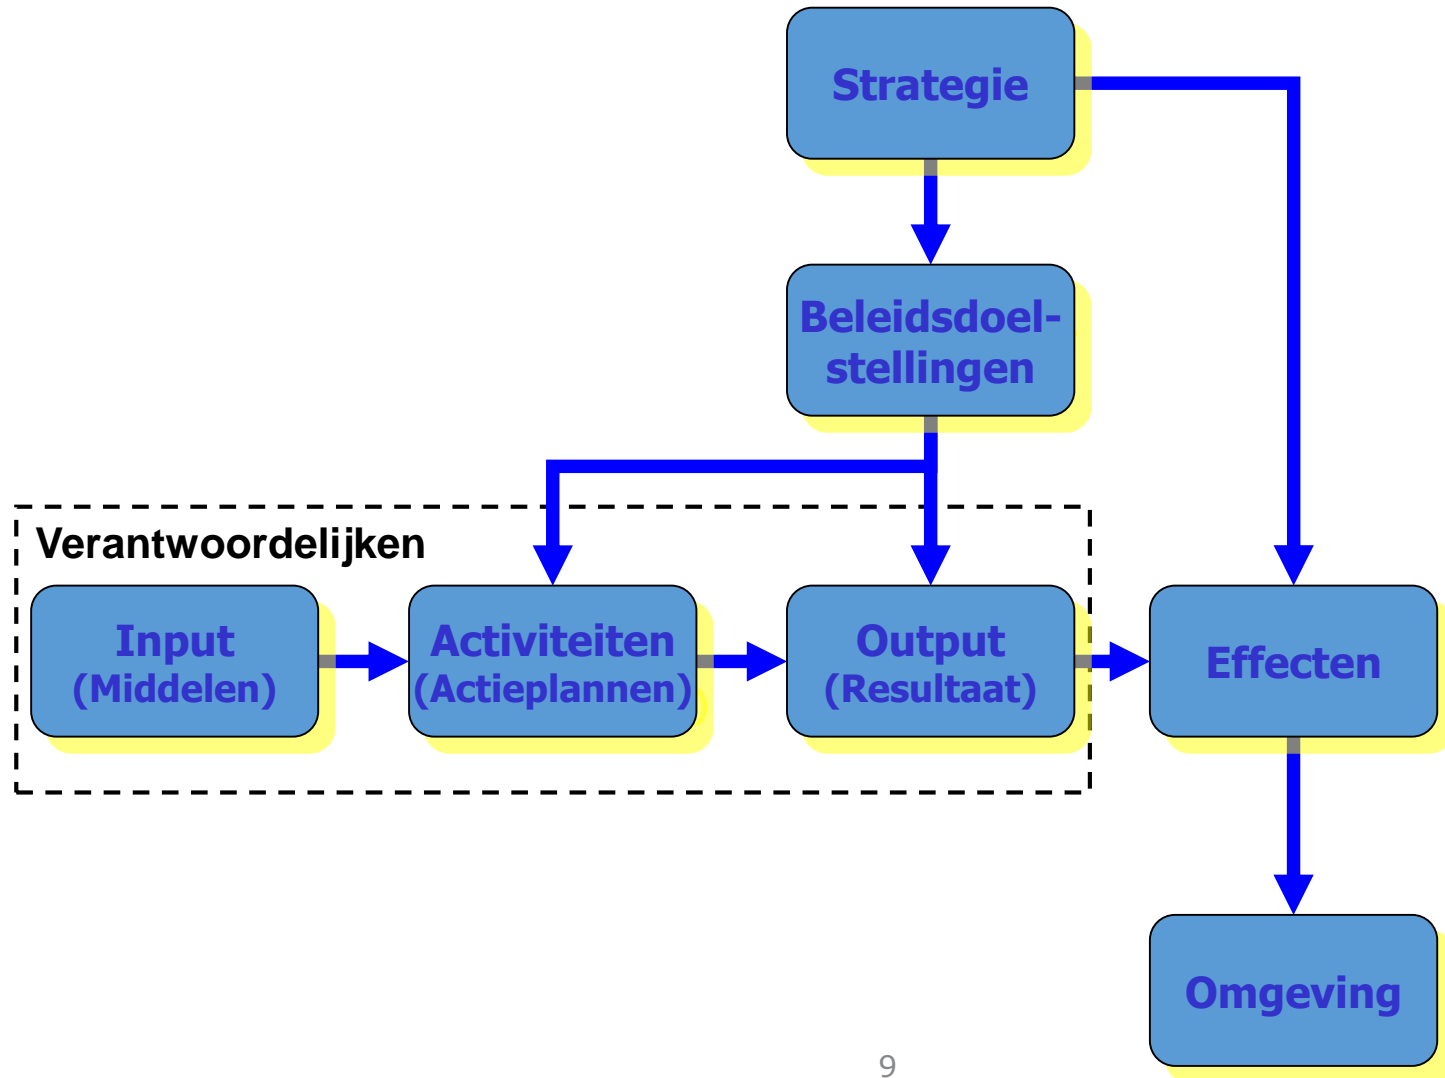 Strategie
Beleidsdoel-
stellingen
Verantwoordelijken
Input
(Middelen)
Activiteiten
(Actieplannen)
Output
(Resultaat)
Effecten
Omgeving
9